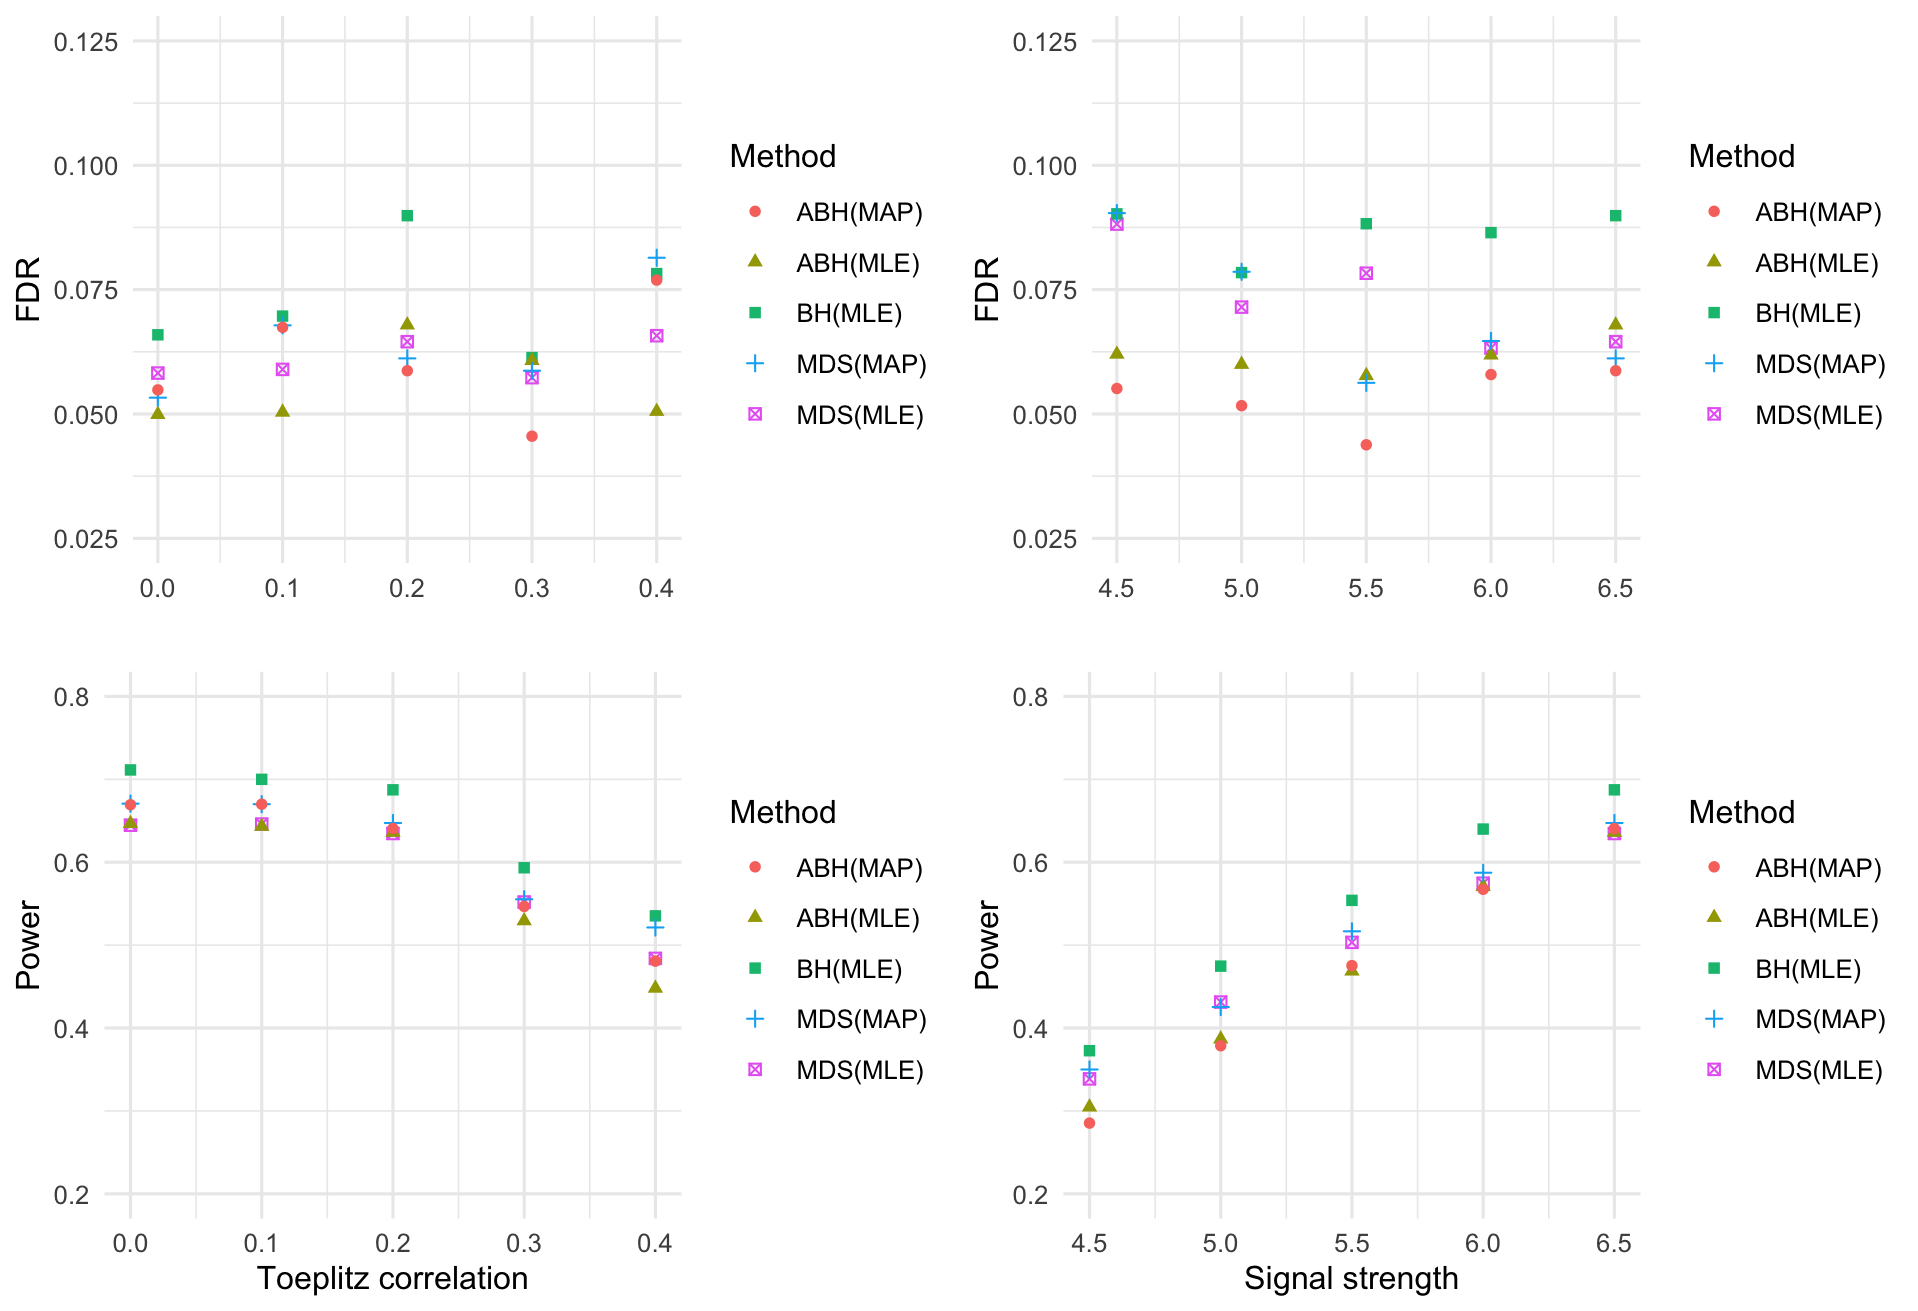 FDR
0.125
0.100
0.075
0.050
0.025
0.0 0.1 0.2 0.3 0.4
Method
ABH(MAP)
ABH(MLE)
BH(MLE)
MDS(MAP)
MDS(MLE)
FDR
0.125
0.100
0.075
0.050
0.025
4.5 5.0 5.5 6.0 6.5
Method
ABH(MAP)
ABH(MLE)
BH(MLE)
MDS(MAP)
MDS(MLE)
Power
0.8
0.6
0.4
0.2
0.0 0.1 0.2 0.3 0.4
Toeplitz correlation
Method
ABH(MAP)
ABH(MLE)
BH(MLE)
MDS(MAP)
MDS(MLE)
Power
0.8
0.6
0.4
0.2
4.5 5.0 5.5 6.0 6.5
Signal strength
Method
ABH(MAP)
ABH(MLE)
BH(MLE)
MDS(MAP)
MDS(MLE)